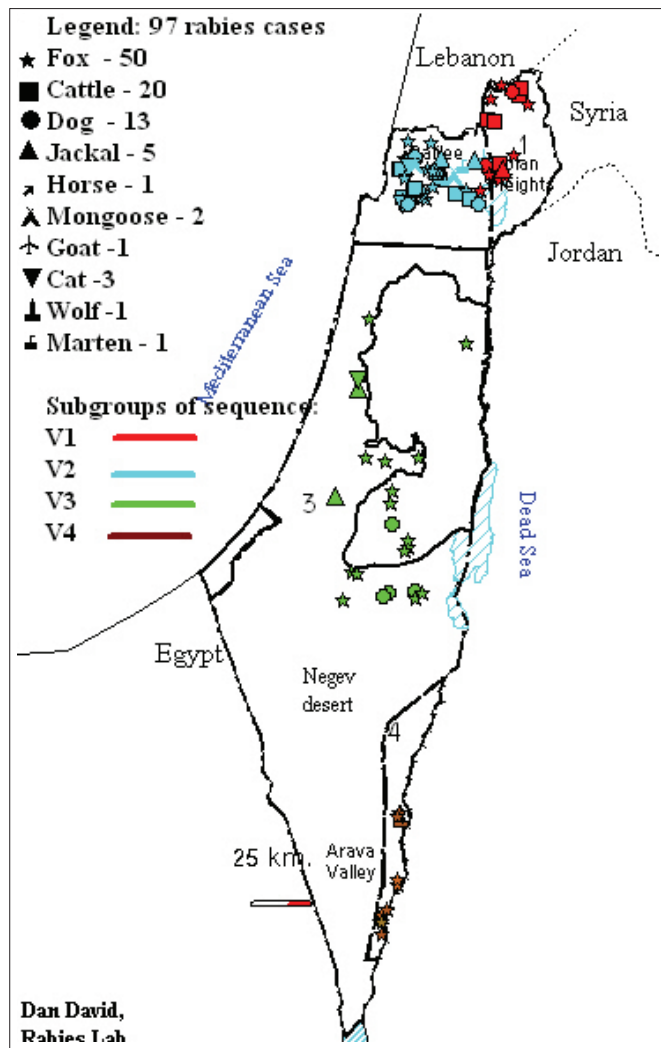 Legend: 97 rabies cases
Fox - 50
Cattle - 20
Dog - 13
Jackal - 5
Horse - 1
Mongoose - 2
Goat -1
Cat -3
Wolf -1
Marten - 1
Subgroups of sequence:
V1
V2
V3
V4
Lebanon
Syria
1
Heights
Jordan
Mediterranean Sea
3
Dead Sea
Egypt
Negev
desert
4
25 km.
Arava
Valley
Dan David,
Rabies Lab